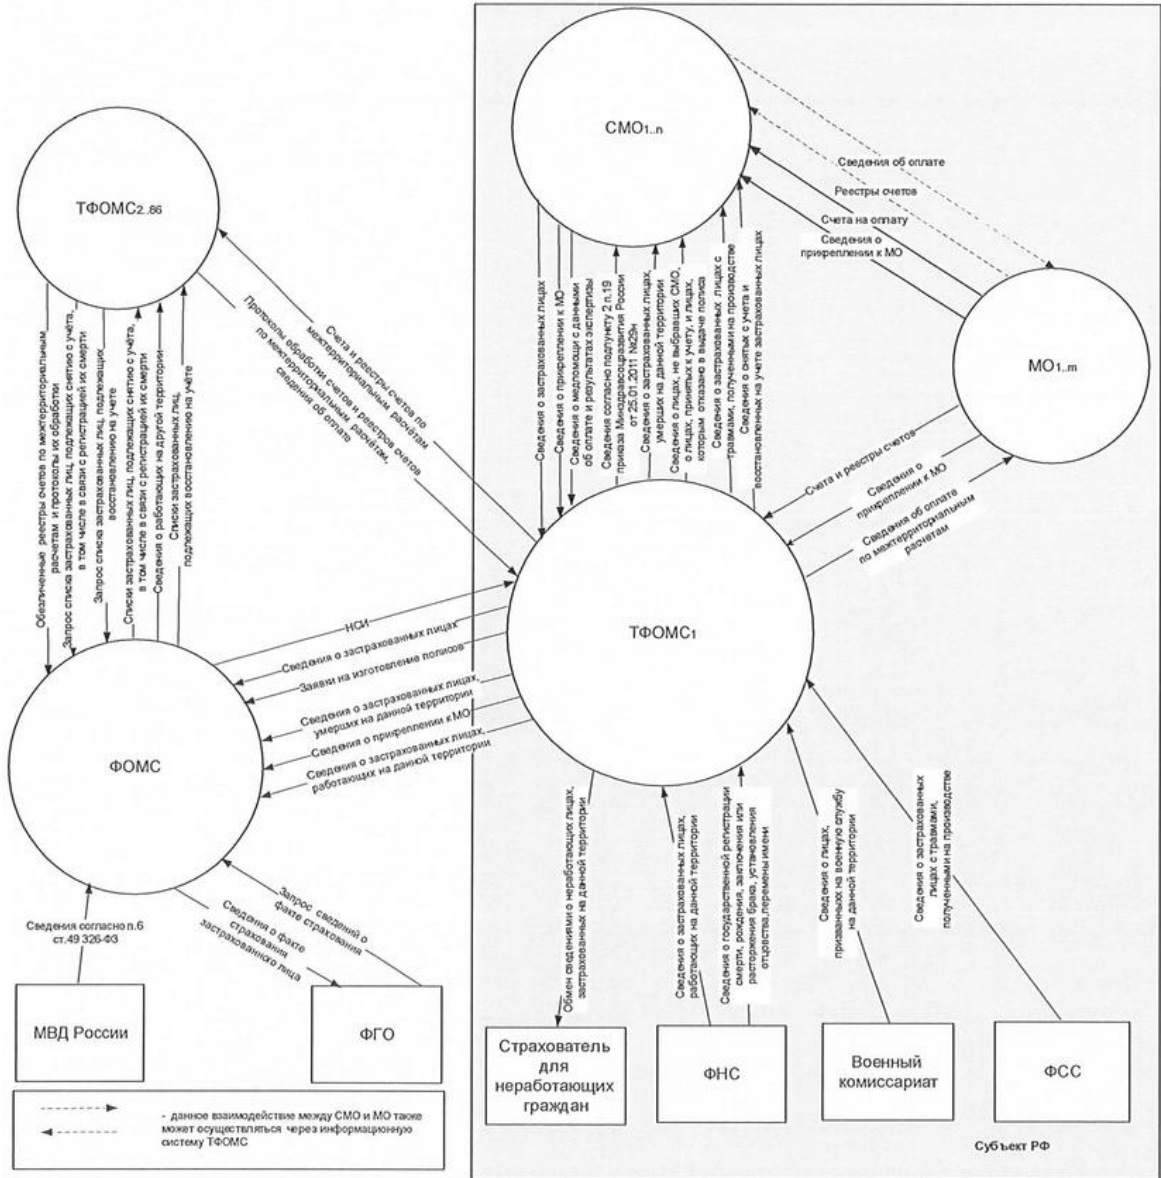 СМО1..n
ТФОМС2..86
МО1..m
ТФОМС1
ФОМС
Сведения об оплате
Реестры счетов
Счета на оплату
Сведения о
прикреплении к МО
Счета и реестры счетов по
межтерриториальным расчётам
Протоколы обработки счетов и реестров счетов
по межтерриториальным расчётам,
сведения об оплате
Обезличенные реестры счетов по межтерриториальным
расчетам и протоколы их обработки
Запрос списка застрахованных лиц, подлежащих снятию с учёта,
в том числе в связи с регистрацией их смерти
Запрос списка застрахованных лиц, подлежащих
восстановлению на учёте
Списки застрахованных лиц, подлежащих снятию с учёта,
в том числе в связи с регистрацией их смерти
Сведения о работающих на другой территории
Списки застрахованных лиц,
подлежащих восстановлению на учёте
Сведения о застрахованных лицах
Сведения о прикреплении к МО
Сведения о медпомощи с данными
об оплате и результатах экспертизы
Сведения согласно подпункту 2 п.19
приказа Минздравсоцразвития России
от 25.01.2011 №29н
Сведения о застрахованных лицах,
умерших на данной территории
Сведения о лицах, не выбравших СМО,
о лицах, принятых к учету, и лицах,
которым отказано в выдаче полиса
Сведения о застрахованных лицах с
травмами, полученными на производстве
Сведения о снятых с учета и
восстановленных на учете застрахованных лицах
Счета и реестры счетов
Сведения о
прикреплении к МО
Сведения об оплате
по межтерриториальным
расчетам
НСИ
Сведения о застрахованных лицах
Заявки на изготовление полисов
Сведения о застрахованных лицах,
умерших на данной территории
Сведения о прикреплении к МО
Сведения о застрахованных лицах,
работающих на данной территории
Сведения согласно п.6
ст.49 326-ФЗ
Запрос сведений о
факте страхования
Сведения о факте
страхования
застрахованного лица
Обмен сведениями о неработающих лицах,
застрахованных на данной территории
Сведения о застрахованных лицах,
работающих на данной территории
Сведения о государственной регистрации
смерти, рождения, заключения или
расторжения брака, установления
отцовства,перемены имени
Сведения о лицах,
призванных на военную службу
на данной территории
Сведения о застрахованных
лицах с травмами,
полученными на производстве
МВД России
ФГО
Страхователь
для
неработающих
граждан
ФНС
Военный
комиссариат
ФСС
- данное взаимодействие между СМО и МО также
может осуществляться через информационную
систему ТФОМС
Субъект РФ